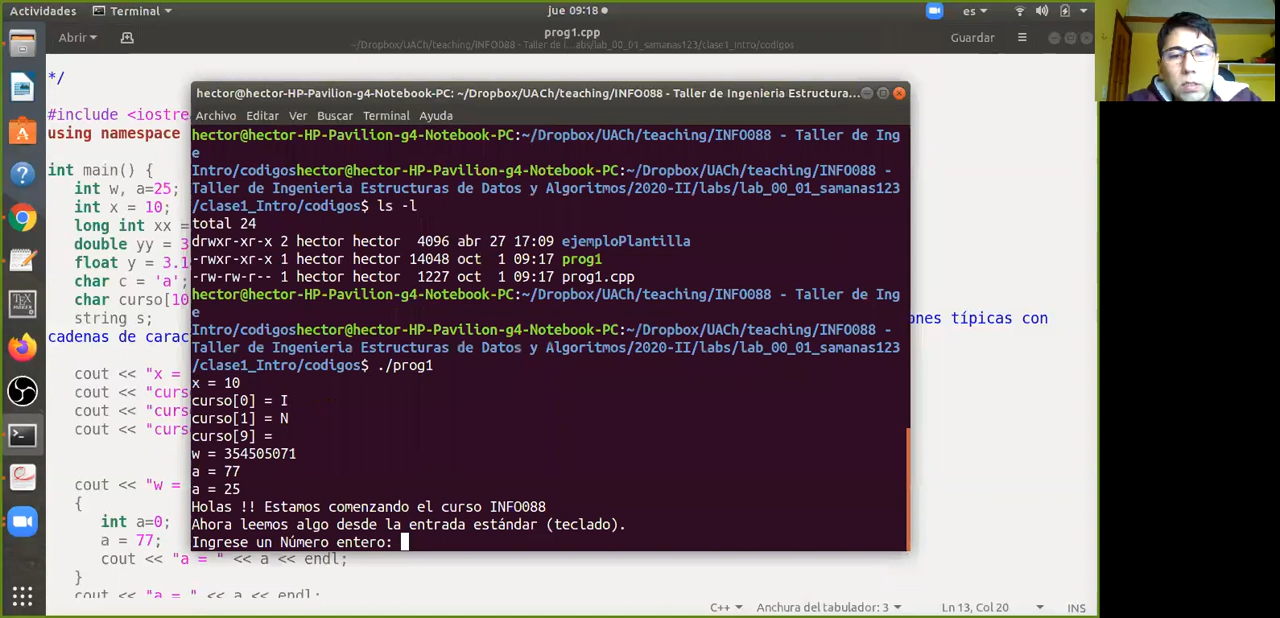 Actividades
Terminal
jue 09:18
es
Abrir
prog1.cpp
~/Dropbox/UACh/teaching/INFO088 - Taller de I…abs/lab_00_01_samanas123/clase1_Intro/codigos
Guardar
*/
#include <iostre
using namespace
int main() {
int w, a=25;
int x = 10;
long int xx =
double yy = 3
float y = 3.1
char c = 'a';
char curso[10
string s;
ones típicas con
cadenas de carac
cout << "x =
cout << "curs
cout << "curs
cout << "curs
cout << "w =
{
int a=0;
a = 77;
cout << "a = " << a << endl;
}
cout << "a = " << a << endl;
hector@hector-HP-Pavilion-g4-Notebook-PC: ~/Dropbox/UACh/teaching/INFO088 - Taller de Ingenieria Estructura...
Archivo Editar Ver Buscar Terminal Ayuda
hector@hector-HP-Pavilion-g4-Notebook-PC:~/Dropbox/UACh/teaching/INFO088 - Taller de Inge
e
Intro/codigoshector@hector-HP-Pavilion-g4-Notebook-PC:~/Dropbox/UACh/teaching/INFO088 -
Taller de Ingenieria Estructuras de Datos y Algoritmos/2020-II/labs/lab_00_01_samanas123
/clase1_Intro/codigos$ ls -l
total 24
drwxr-xr-x 2 hector hector 4096 abr 27 17:09 ejemploPlantilla
-rwxr-xr-x 1 hector hector 14048 oct 1 09:17 prog1
-rw-rw-r-- 1 hector hector 1227 oct 1 09:17 prog1.cpp
hector@hector-HP-Pavilion-g4-Notebook-PC:~/Dropbox/UACh/teaching/INFO088 - Taller de Inge
e
Intro/codigoshector@hector-HP-Pavilion-g4-Notebook-PC:~/Dropbox/UACh/teaching/INFO088 -
Taller de Ingenieria Estructuras de Datos y Algoritmos/2020-II/labs/lab_00_01_samanas123
/clase1_Intro/codigos$ ./prog1
x = 10
curso[0] = I
curso[1] = N
curso[9] =
w = 354505071
a = 77
a = 25
Holas !! Estamos comenzando el curso INFO088
Ahora leemos algo desde la entrada estándar (teclado).
Ingrese un Número entero:
C++
Anchura del tabulador: 3
Ln 13, Col 20
INS